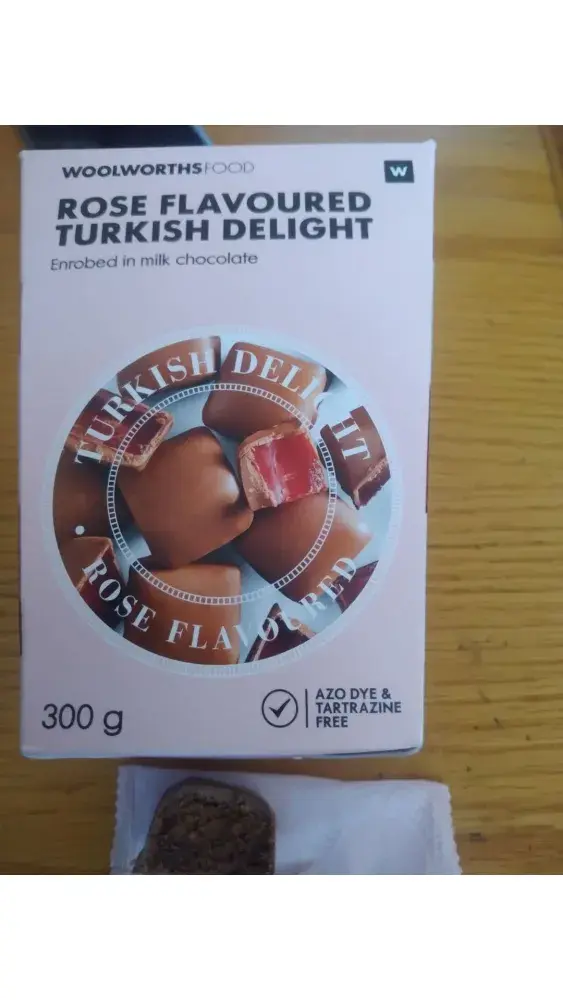 WOOLWORTHSFOOD
W
ROSE FLAVOURED
TURKISH DELIGHT
Enrobed in milk chocolate
TURKISH DELIGHT
• ROSE FLAVOURED
300 g
AZO DYE &
TARTRAZINE
FREE